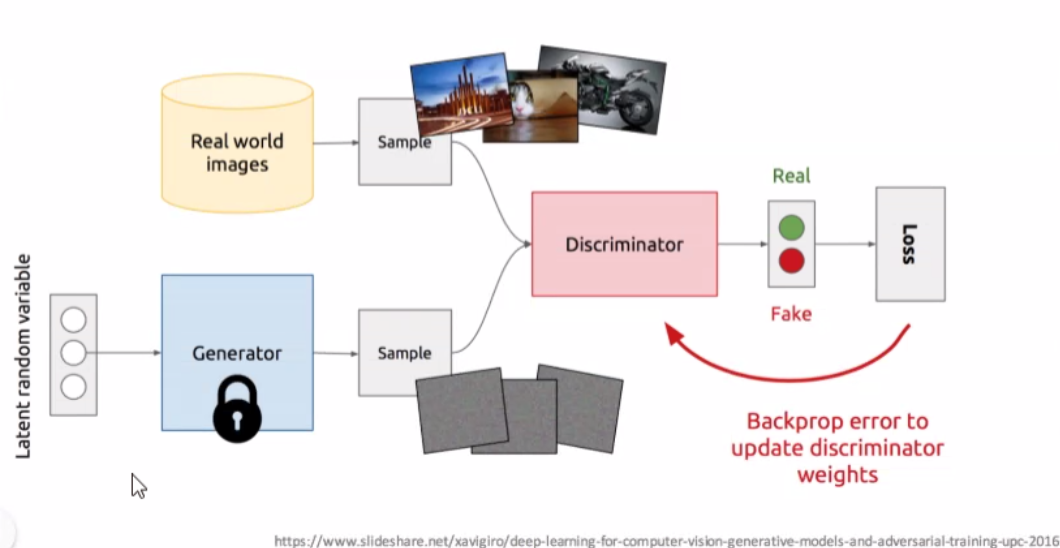 Real world
images
Sample
Real
Discriminator
Loss
Fake
Latent random variable
Generator
Sample
Backprop error to
update discriminator
weights
https://www.slideshare.net/xavigiro/deep-learning-for-computer-vision-generative-models-and-adversarial-training-upc-2016